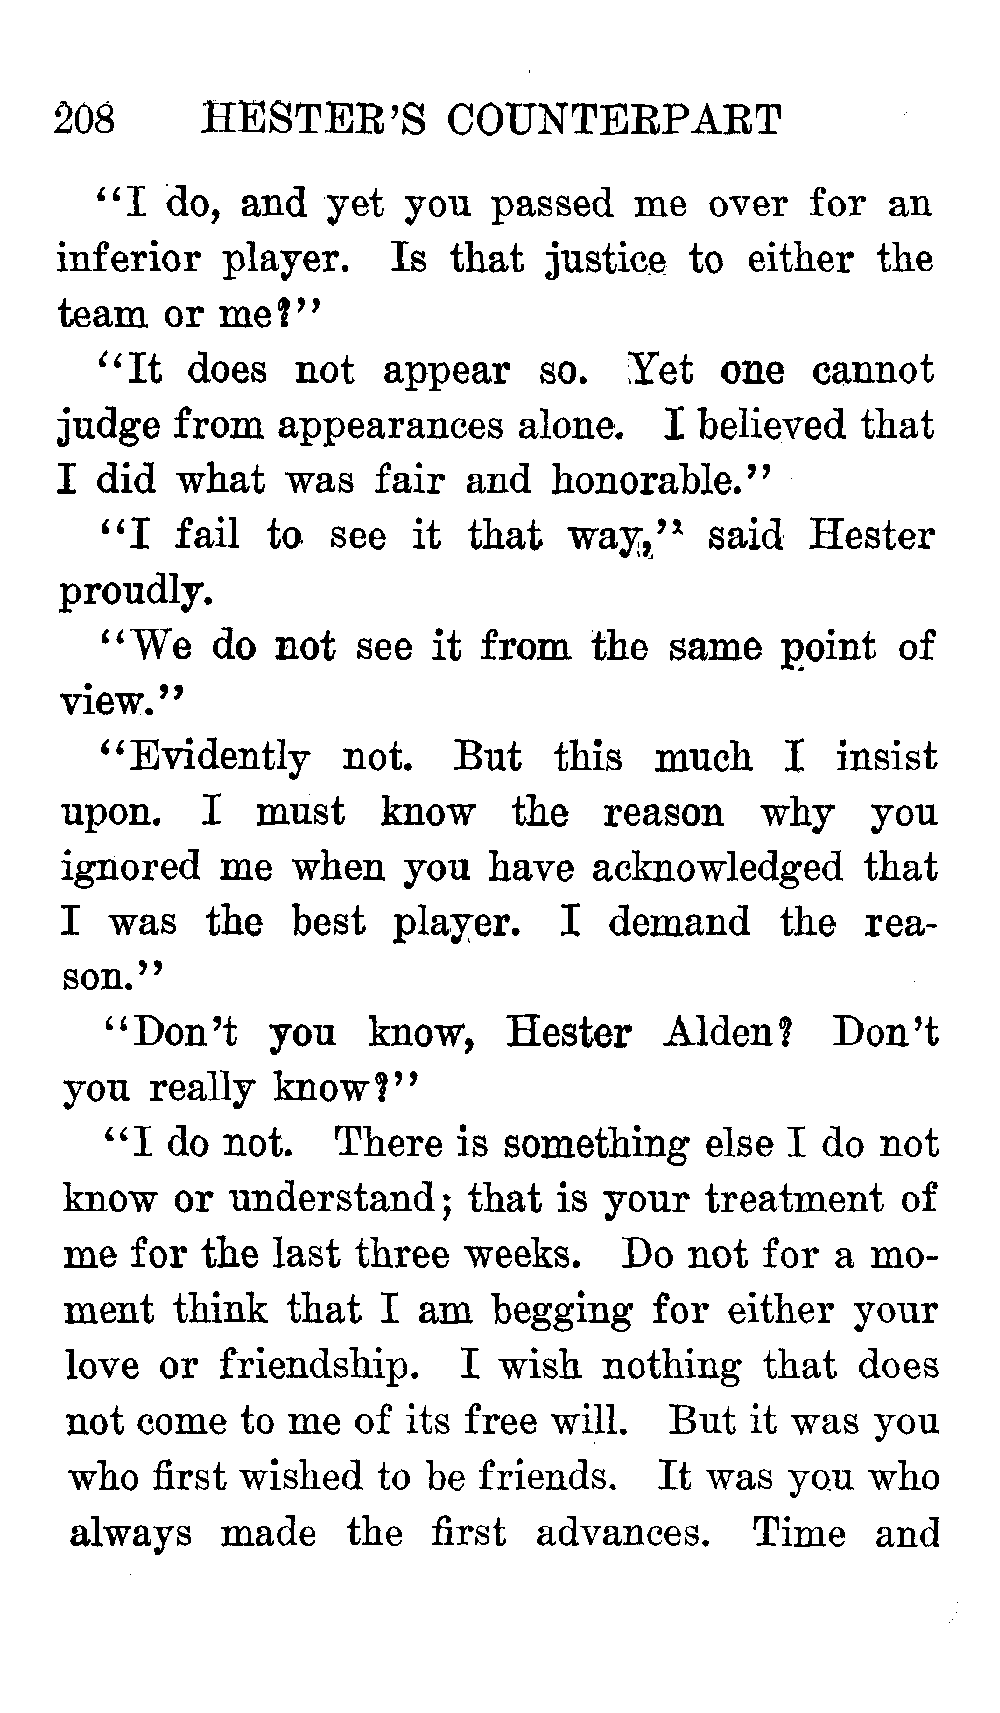 208 HESTER'S COUNTERPART
"I do, and yet you passed me over for an
inferior player. Is that justice to either the
team or me?"
"It does not appear so. Yet one cannot
judge from appearances alone. I believed that
I did what was fair and honorable."
"I fail to see it that way," said Hester
proudly.
"We do not see it from the same point of
view."
"Evidently not. But this much I insist
upon. I must know the reason why you
ignored me when you have acknowledged that
I was the best player. I demand the rea-
son."
"Don't you know, Hester Alden? Don't
you really know?"
"I do not. There is something else I do not
know or understand; that is your treatment of
me for the last three weeks. Do not for a mo-
ment think that I am begging for either your
love or friendship. I wish nothing that does
not come to me of its free will. But it was you
who first wished to be friends. It was you who
always made the first advances. Time and